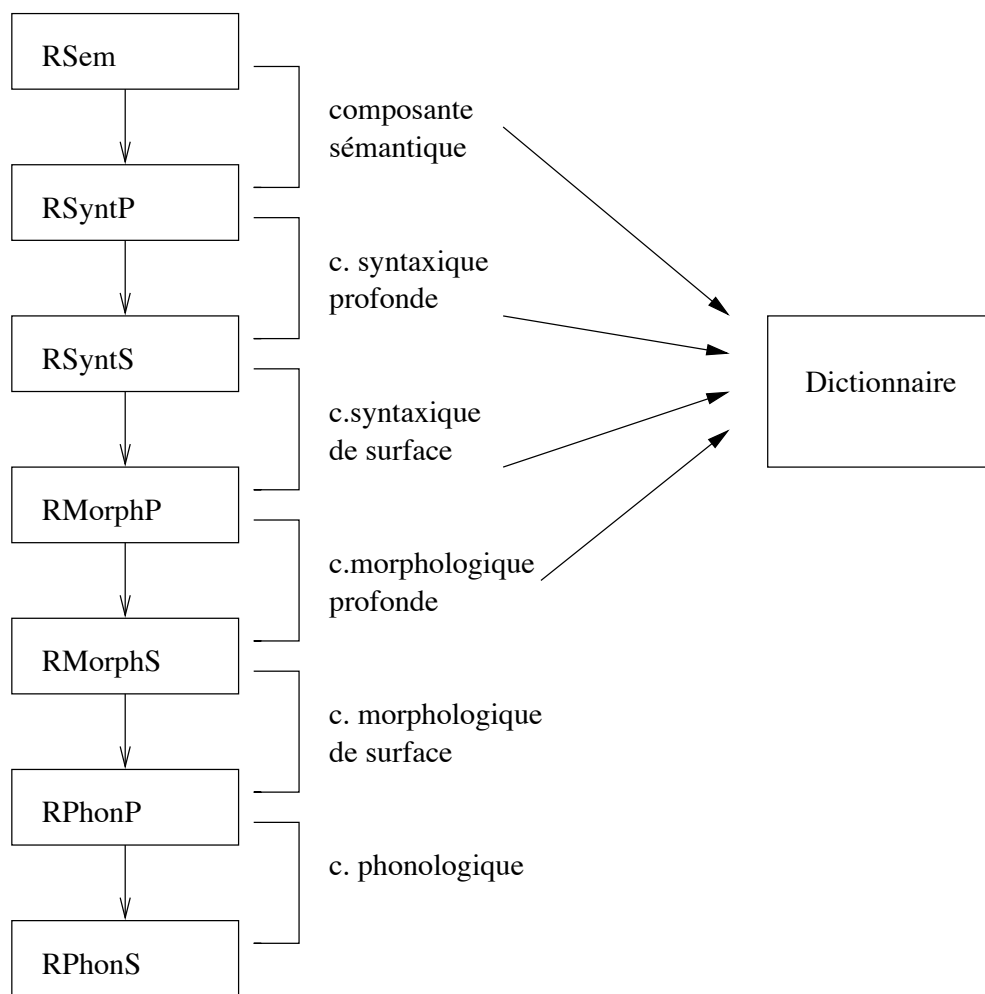 RSem
composante
sémantique
RSyntP
c. syntaxique
profonde
RSyntS
Dictionnaire
c.syntaxique
de surface
RMorphP
c.morphologique
profonde
RMorphS
c. morphologique
de surface
RPhonP
c. phonologique
RPhonS